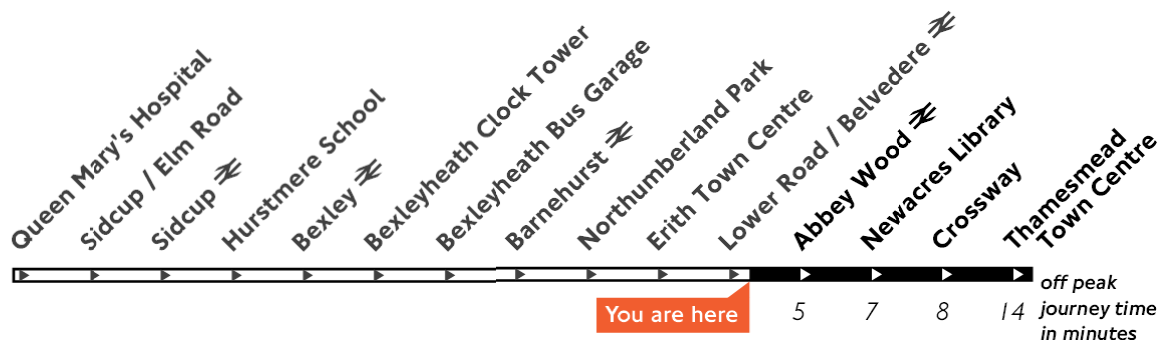 Queen Mary's Hospital
Sidcup / Elm Road
Sidcup
Hurstmere School
Bexley
Bexleyheath Clock Tower
Bexleyheath Bus Garage
Barnehurst
Northumberland Park
Erith Town Centre
Lower Road / Belvedere
Abbey Wood
Newacres Library
Crossway
Thamesmead
Town Centre
You are here
5 7 8 14
off peak
journey time
in minutes